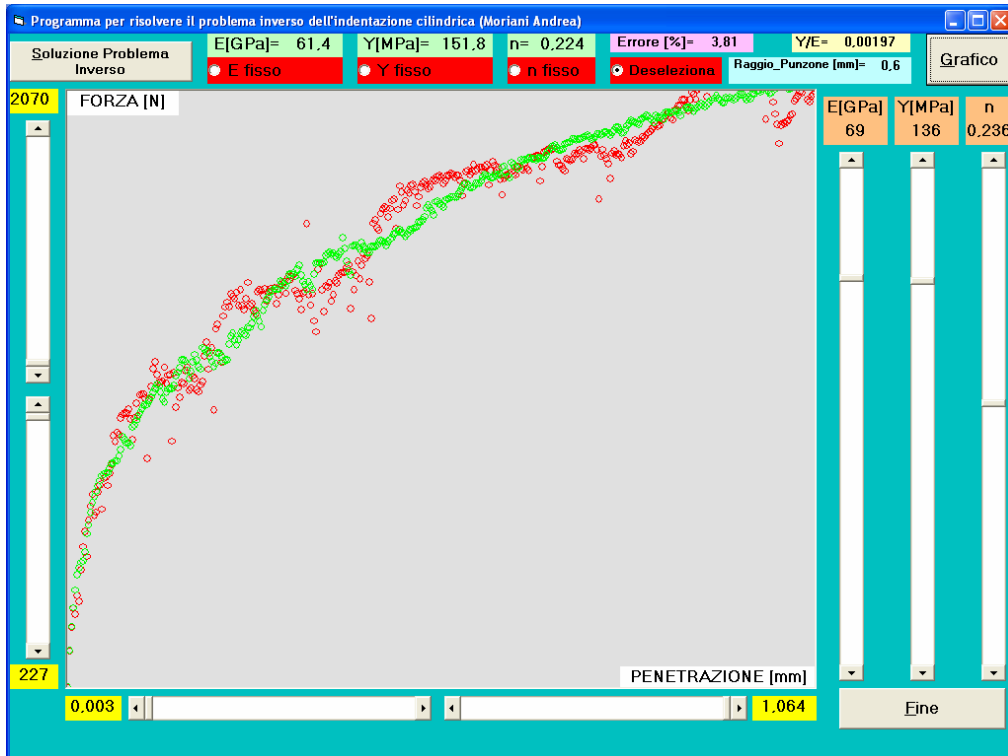 Programma per risolvere il problema inverso dell'indentazione cilindrica (Moriani Andrea)
Soluzione Problema
Inverso
E[GPa]= 61,4
Y[MPa]= 151,8
n= 0,224
Errore [%]= 3,81
Y/E= 0,00197
E fisso
Y fisso
n fisso
Deseleziona
Raggio_Punzone [mm]= 0,6
Grafico
2070
FORZA [N]
E[GPa]
69
Y[MPa]
136
n
0,236
227
PENETRAZIONE [mm]
0,003
1,064
Fine